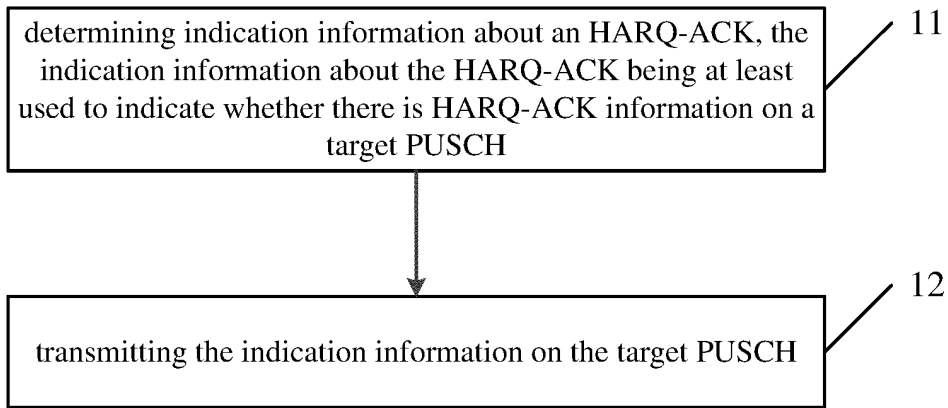 determining indication information about an HARQ-ACK, the
indication information about the HARQ-ACK being at least
used to indicate whether there is HARQ-ACK information on a
target PUSCH
11
transmitting the indication information on the target PUSCH
12